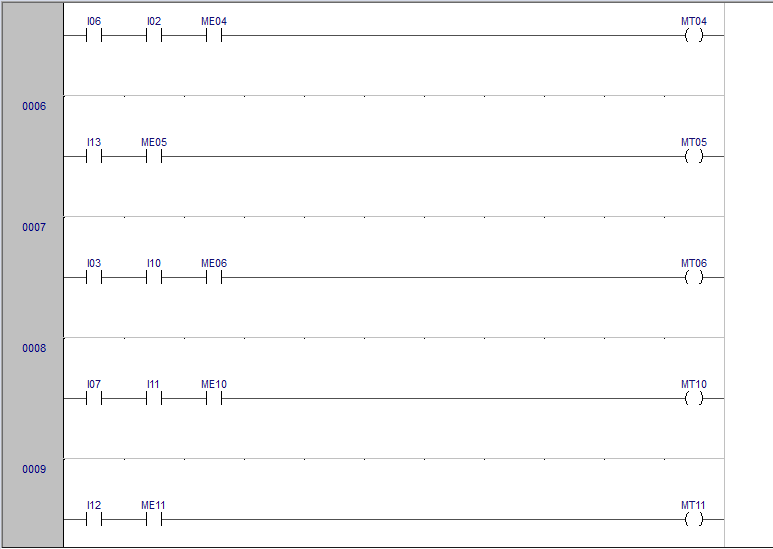 I06 I02 ME04 MT04
0006
I13 ME05 MT05
0007
I03 I10 ME06 MT06
0008
I07 I11 ME10 MT10
0009
I12 ME11 MT11